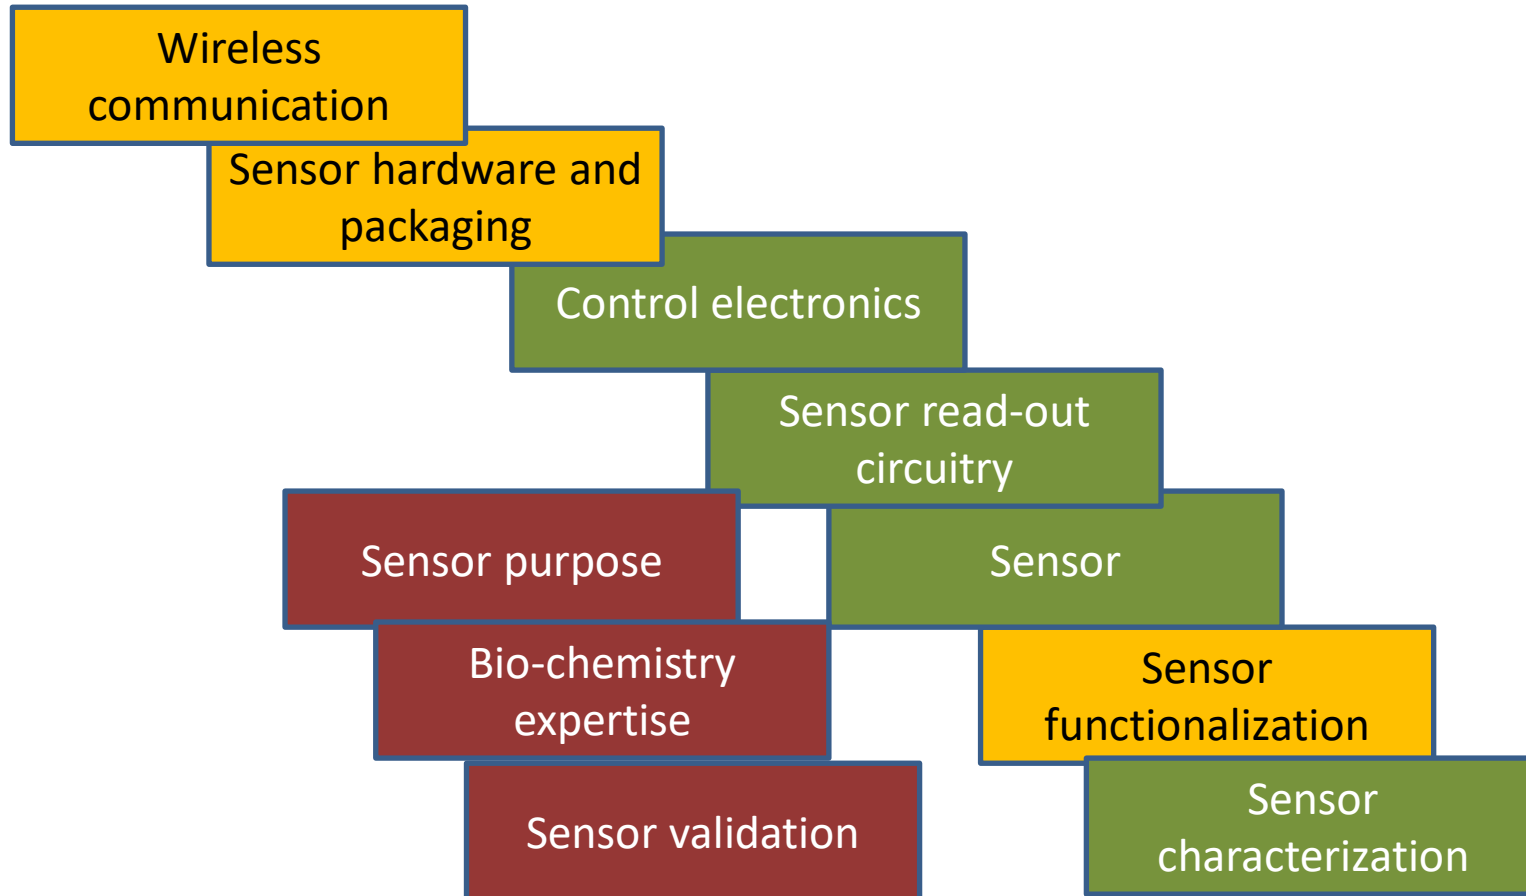 Wireless
communication
Sensor hardware and
packaging
Control electronics
Sensor read-out
circuitry
Sensor purpose
Sensor
Bio-chemistry
expertise
Sensor
functionalization
Sensor validation
Sensor
characterization